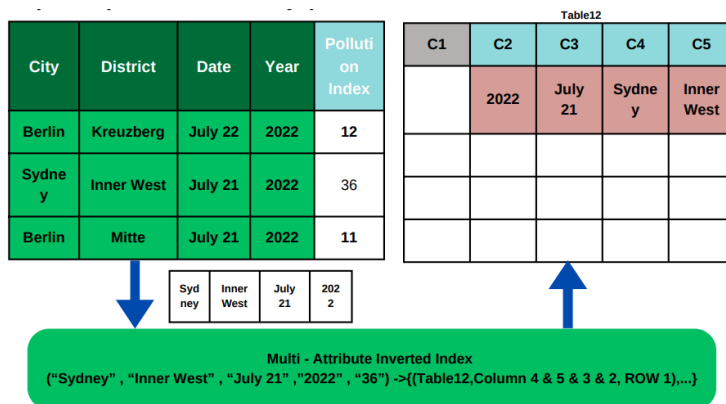 Table12
City District Date Year Polluti
on
Index
Berlin Kreuzberg July 22 2022 12
Sydne
y Inner West July 21 2022 36
Berlin Mitte July 21 2022 11
C1 C2 C3 C4 C5
2022 July
21 Sydne
y Inner
West
Syd
ney Inner
West July
21 202
2
Multi - Attribute Inverted Index
(“Sydney” , “Inner West” , “July 21” ,”2022” , “36”) ->{(Table12,Column 4 & 5 & 3 & 2, ROW 1),...}